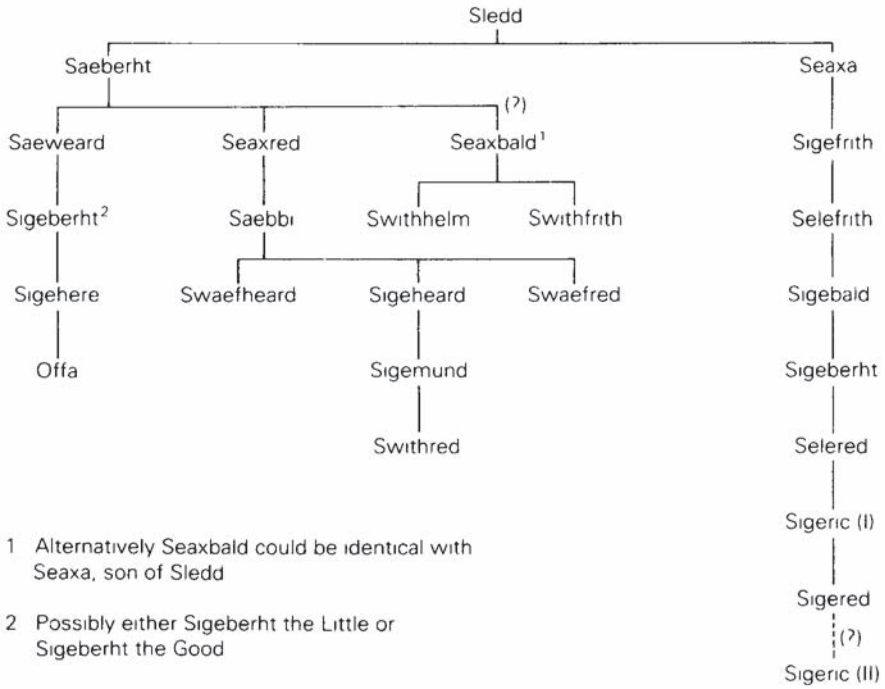 Sledd
Saeberht Seaxa
(?)
Saeweard Seaxred Seaxbald¹ Sigefrith
Sigeberht² Saebbi Swithhelm Swithfrith Selefrith
Sigehere Swaefheard Sigeheard Swaefred Sigebald
Offa Sigemund Sigeberht
Swithred Selered
Sigeric (I)
1 Alternatively Seaxbald could be identical with
Seaxa, son of Sledd
Sigered
2 Possibly either Sigeberht the Little or
(?)
Sigeberht the Good
Sigeric (II)